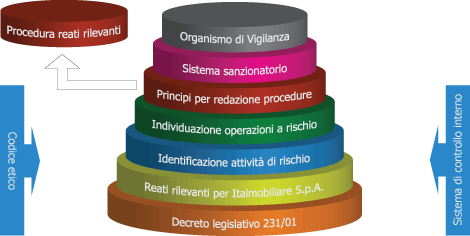 Procedura reati rilevanti
Organismo di Vigilanza
Sistema sanzionatorio
Principi per redazione procedure
Individuazione operazioni a rischio
Identificazione attività di rischio
Reati rilevanti per Italmobiliare S.p.A.
Decreto legislativo 231/01
Codice etico
Sistema di controllo interno